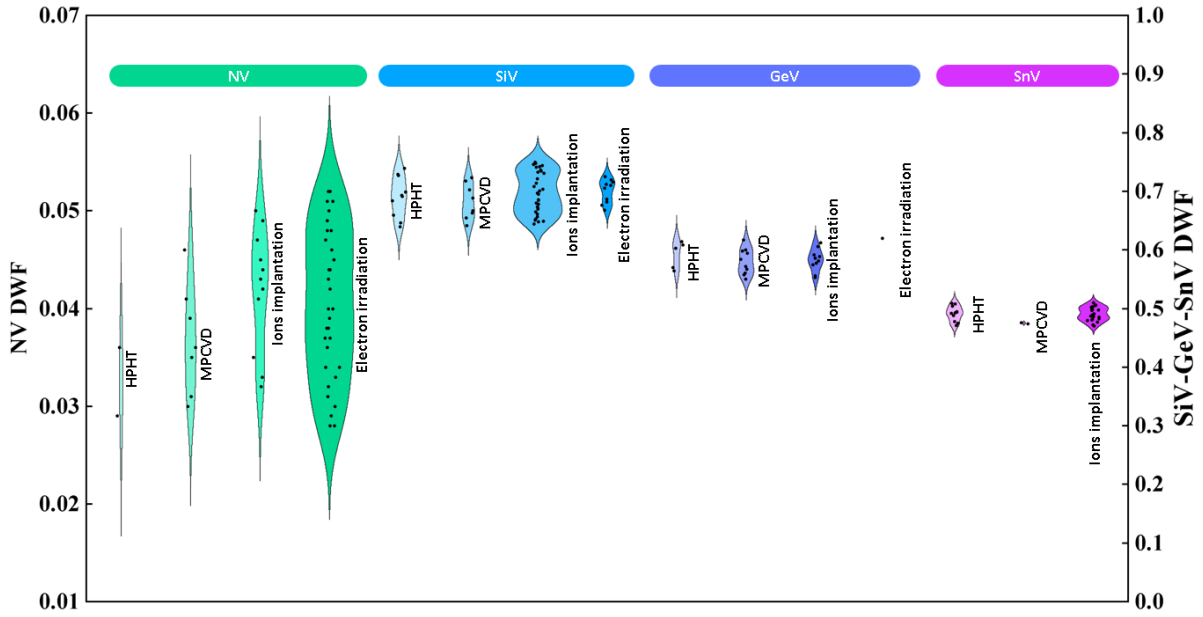 0.07
0.06
0.05
0.04
0.03
0.02
0.01
NV DWF
NV
SiV
GeV
SnV
HPHT
MPCVD
Ions implantation
Electron irradiation
HPHT
MPCVD
Ions implantation
Electron irradiation
HPHT
MPCVD
Ions implantation
Electron irradiation
HPHT
MPCVD
Ions implantation
1.0
0.9
0.8
0.7
0.6
0.5
0.4
0.3
0.2
0.1
0.0
SiV-GeV-SnV DWF